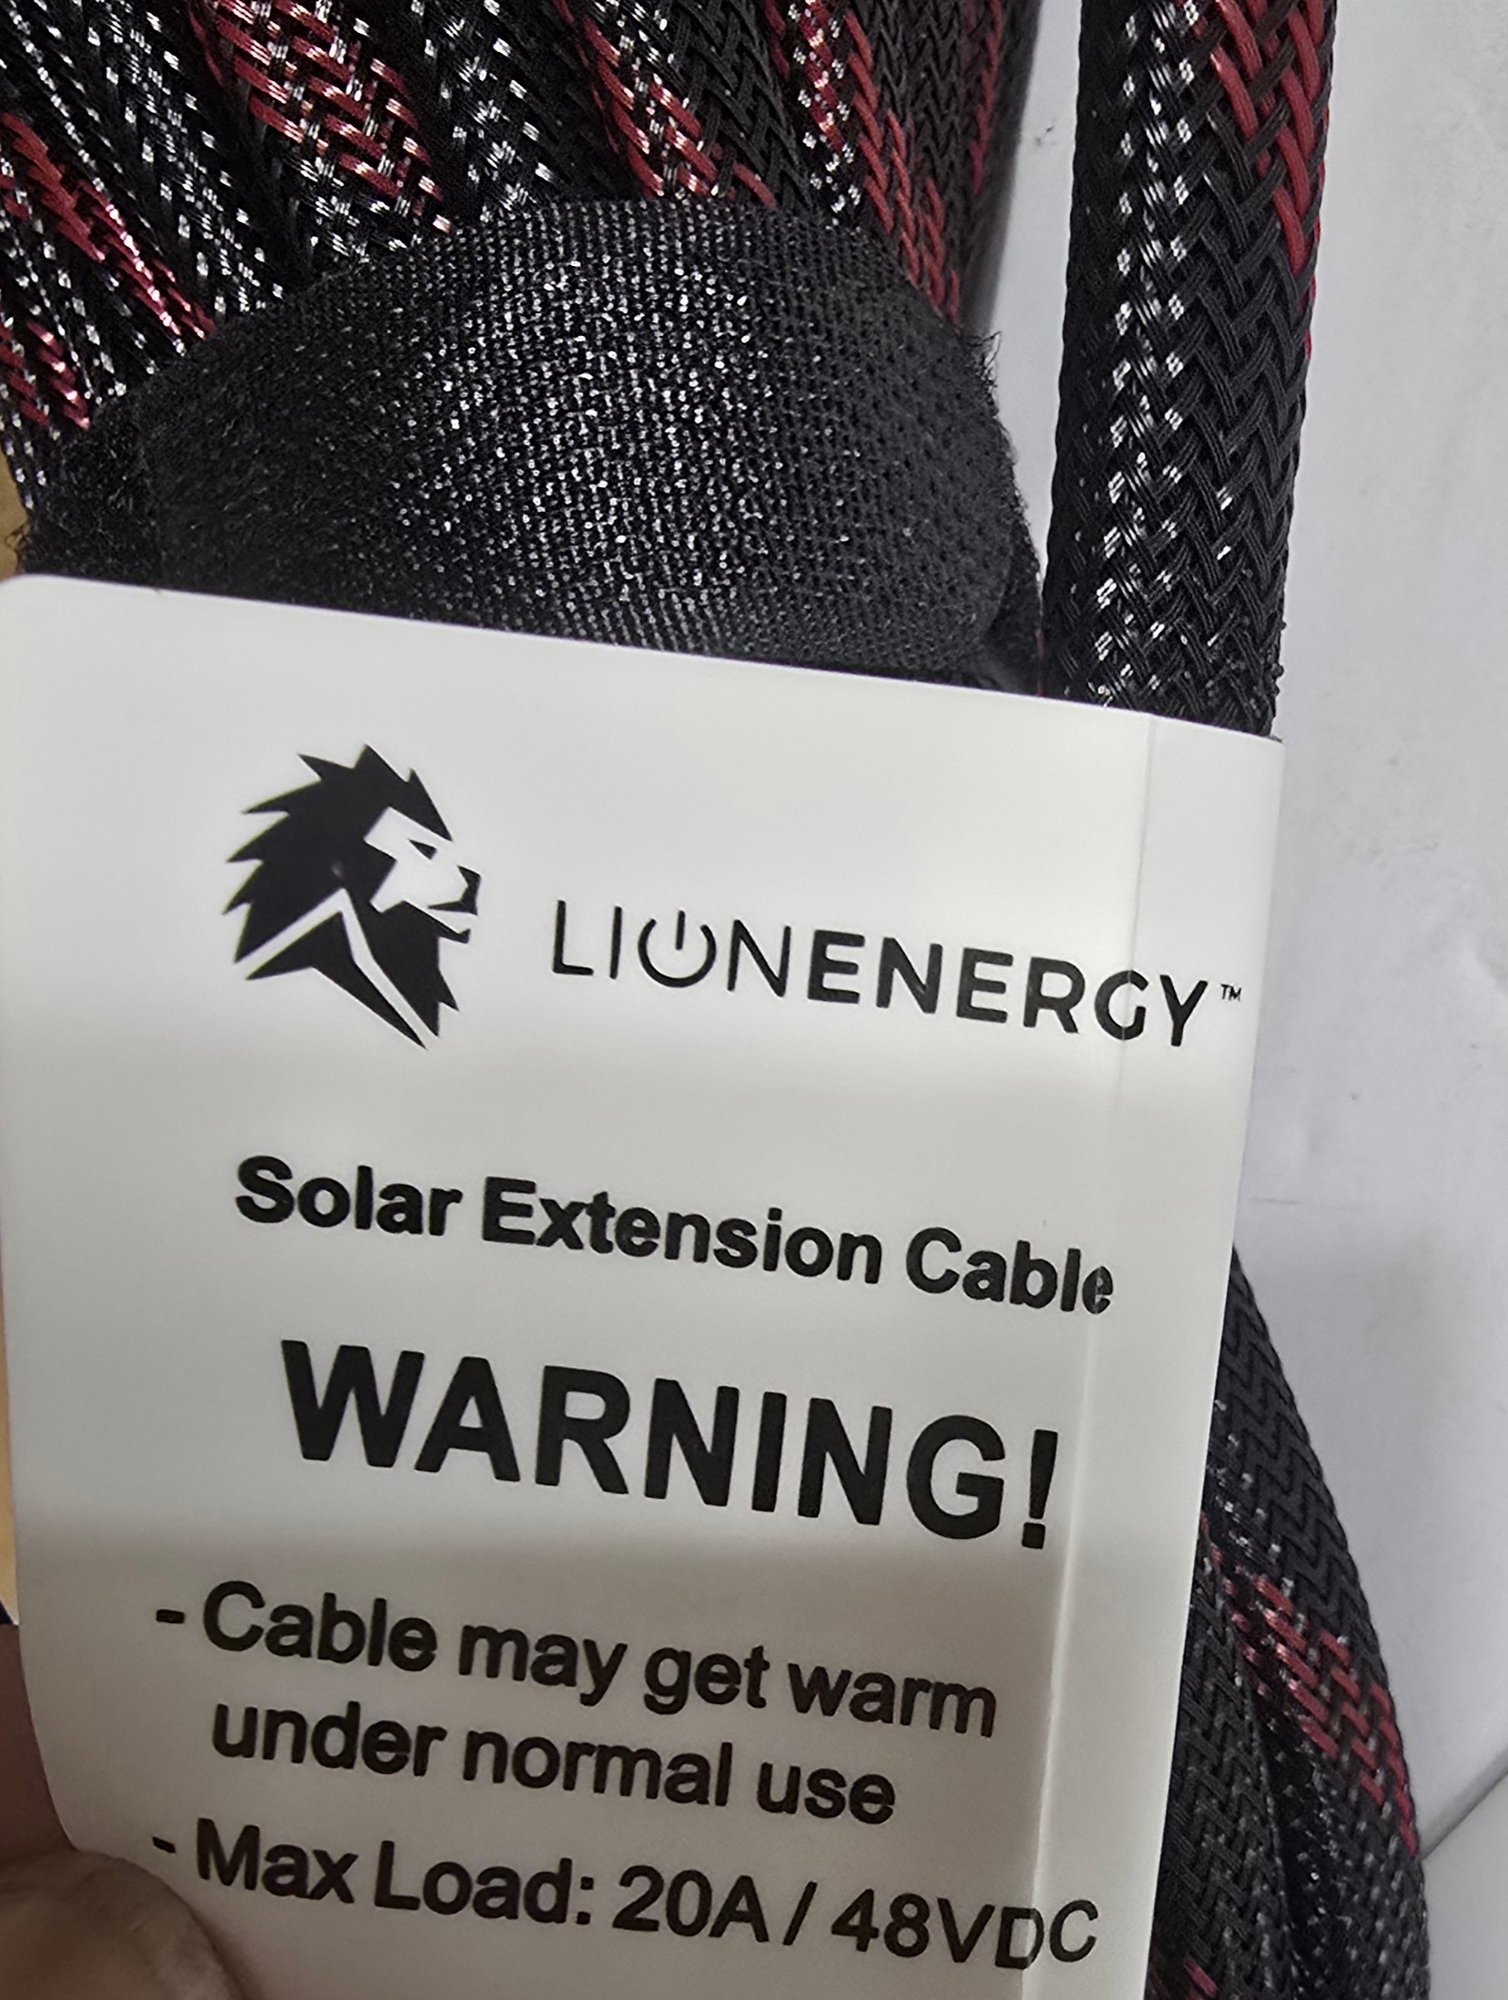 LIONENERGY™
Solar Extension Cable
WARNING!
- Cable may get warm
under normal use
- Max Load: 20A / 48VDC